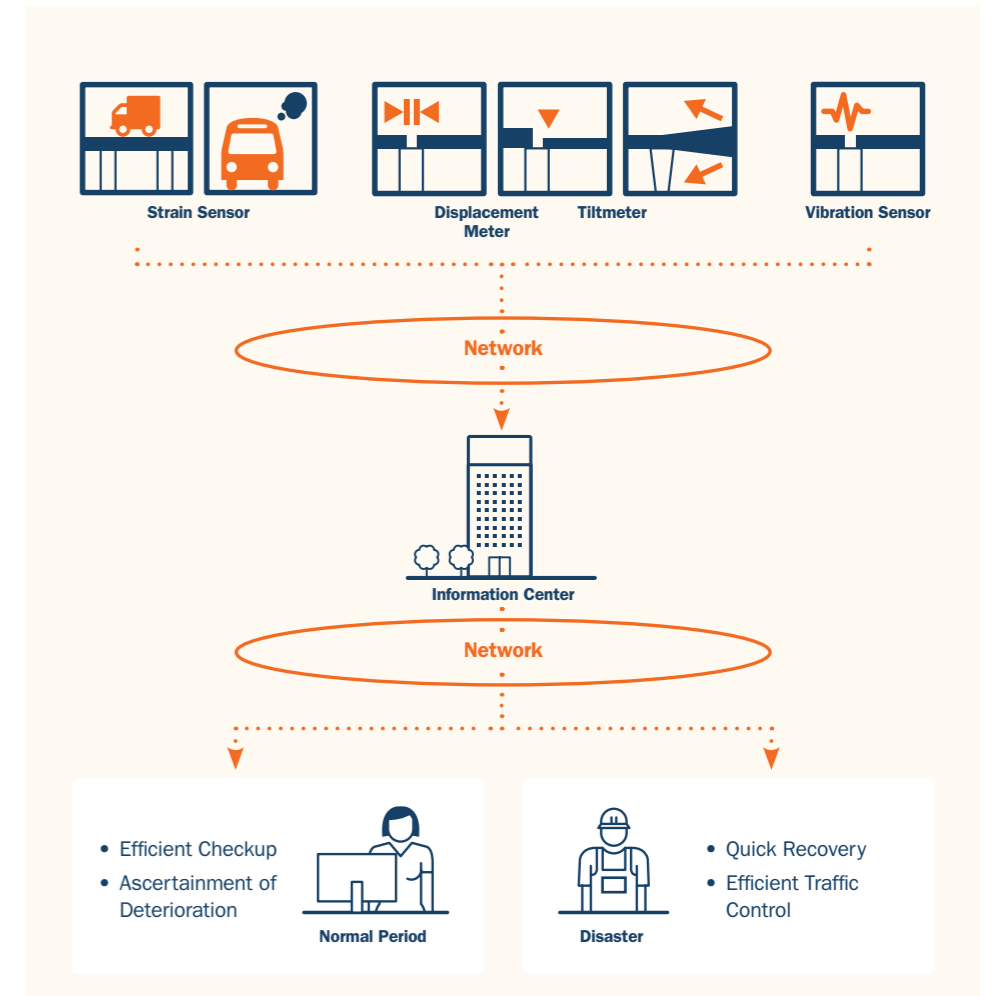 Strain Sensor
Displacement
Meter
Tiltmeter
Vibration Sensor
Network
Information Center
Network
• Efficient Checkup
• Ascertainment of
Deterioration
Normal Period
Disaster
• Quick Recovery
• Efficient Traffic
Control